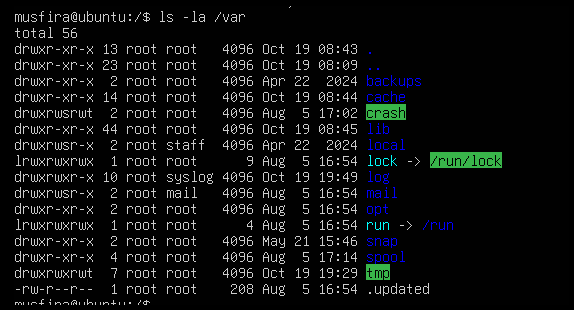 musfira@ubuntu:/$ ls -la /var
total 56
drwxr-xr-x 13 root root 4096 Oct 19 08:43 .
drwxr-xr-x 23 root root 4096 Oct 19 08:09 ..
drwxr-xr-x 2 root root 4096 Apr 22 2024 backups
drwxr-xr-x 14 root root 4096 Oct 19 08:44 cache
drwxrwsrwt 2 root root 4096 Aug 5 17:02 crash
drwxr-xr-x 44 root root 4096 Oct 19 08:45 lib
drwxrwsr-x 2 root staff 4096 Apr 22 2024 local
lrwxrwxrwx 1 root root 9 Aug 5 16:54 lock -> /run/lock
drwxrwxr-x 10 root syslog 4096 Oct 19 19:49 log
drwxrwsr-x 2 root mail 4096 Aug 5 16:54 mail
drwxr-xr-x 2 root root 4096 Aug 5 16:54 opt
lrwxrwxrwx 1 root root 4 Aug 5 16:54 run -> /run
drwxr-xr-x 2 root root 4096 May 21 15:46 snap
drwxr-xr-x 4 root root 4096 Aug 5 17:14 spool
drwxrwxrwt 7 root root 4096 Oct 19 19:29 tmp
-rw-r--r-- 1 root root 208 Aug 5 16:54 .updated
musfira@ubuntu:/$